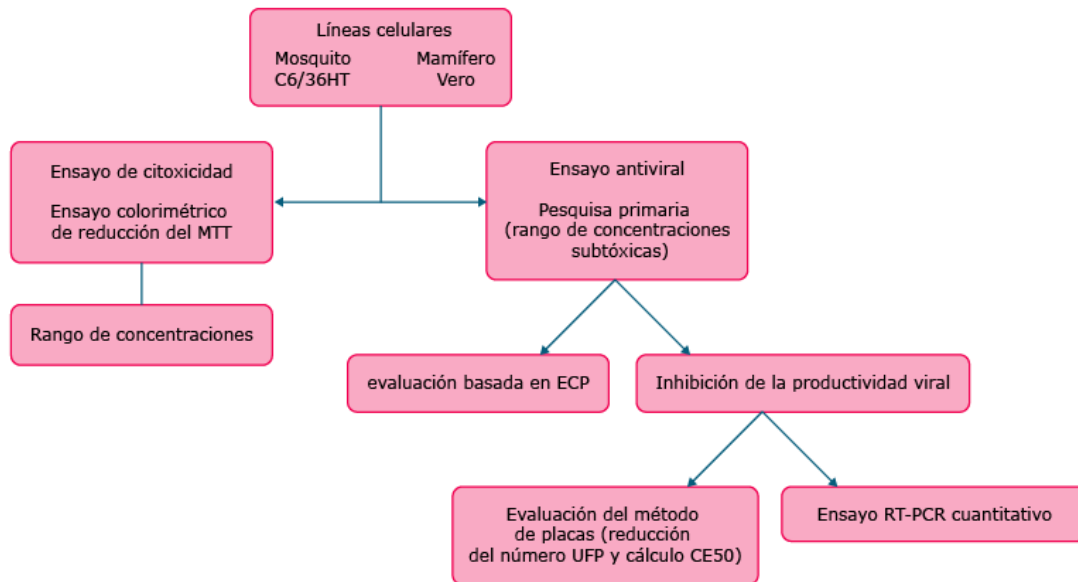 Líneas celulares
Mosquito Mamífero
C6/36HT Vero
Ensayo de citoxicidad
Ensayo colorimétrico
de reducción del MTT
Ensayo antiviral
Pesquisa primaria
(rango de concentraciones
subtóxicas)
Rango de concentraciones
evaluación basada en ECP
Inhibición de la productividad viral
Evaluación del método
de placas (reducción
del número UFP y cálculo CE50)
Ensayo RT-PCR cuantitativo